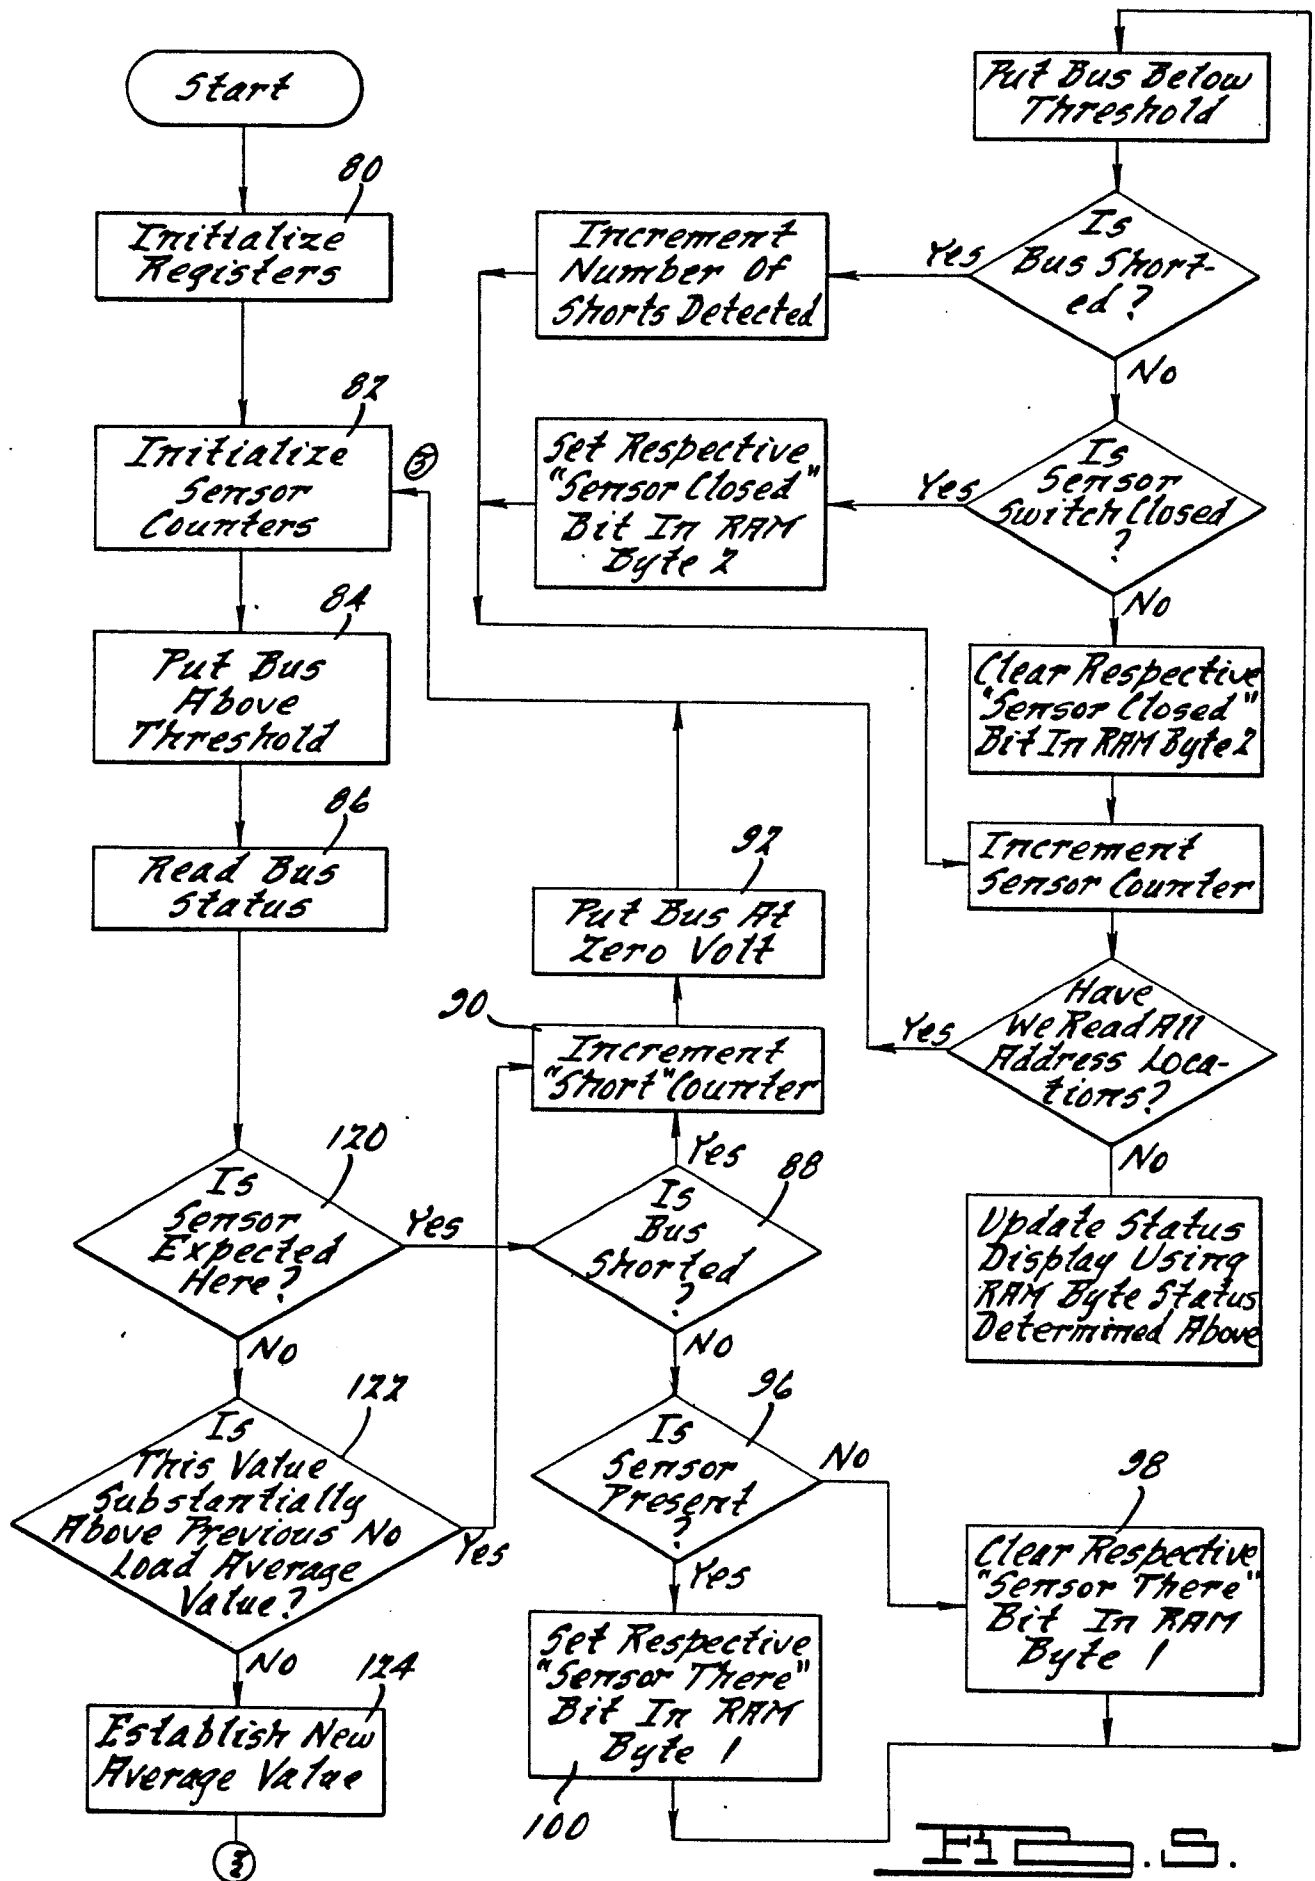 Start
80
Initialize
Registers
82
Initialize
Sensor
Counters
84
Put Bus
Above
Threshold
86
Read Bus
Status
120
Is
Sensor
Expected
Here?
Yes
No
122
Is
This Value
Substantially
Above Previous No
Load Average
Value?
Yes
No
124
Establish New
Average Value
Increment
Number Of
Shorts Detected
Set Respective
"Sensor Closed"
Bit In RAM
Byte 2
92
Put Bus At
Zero Volt
90
Increment
"Short" Counter
Yes
88
Is
Bus
Shorted
?
No
96
Is
Sensor
Present
?
No
Yes
Set Respective
"Sensor There"
Bit In RAM
Byte 1
100
98
Clear Respective
"Sensor There"
Bit In RAM
Byte 1
Put Bus Below
Threshold
Is
Bus Short-
ed?
Yes
No
Is
Sensor
Switch Closed
?
Yes
No
Clear Respective
"Sensor Closed"
Bit In RAM Byte 2
Increment
Sensor Counter
Have
We Read All
Address Loca-
tions?
Yes
No
Update Status
Display Using
RAM Byte Status
Determined Above